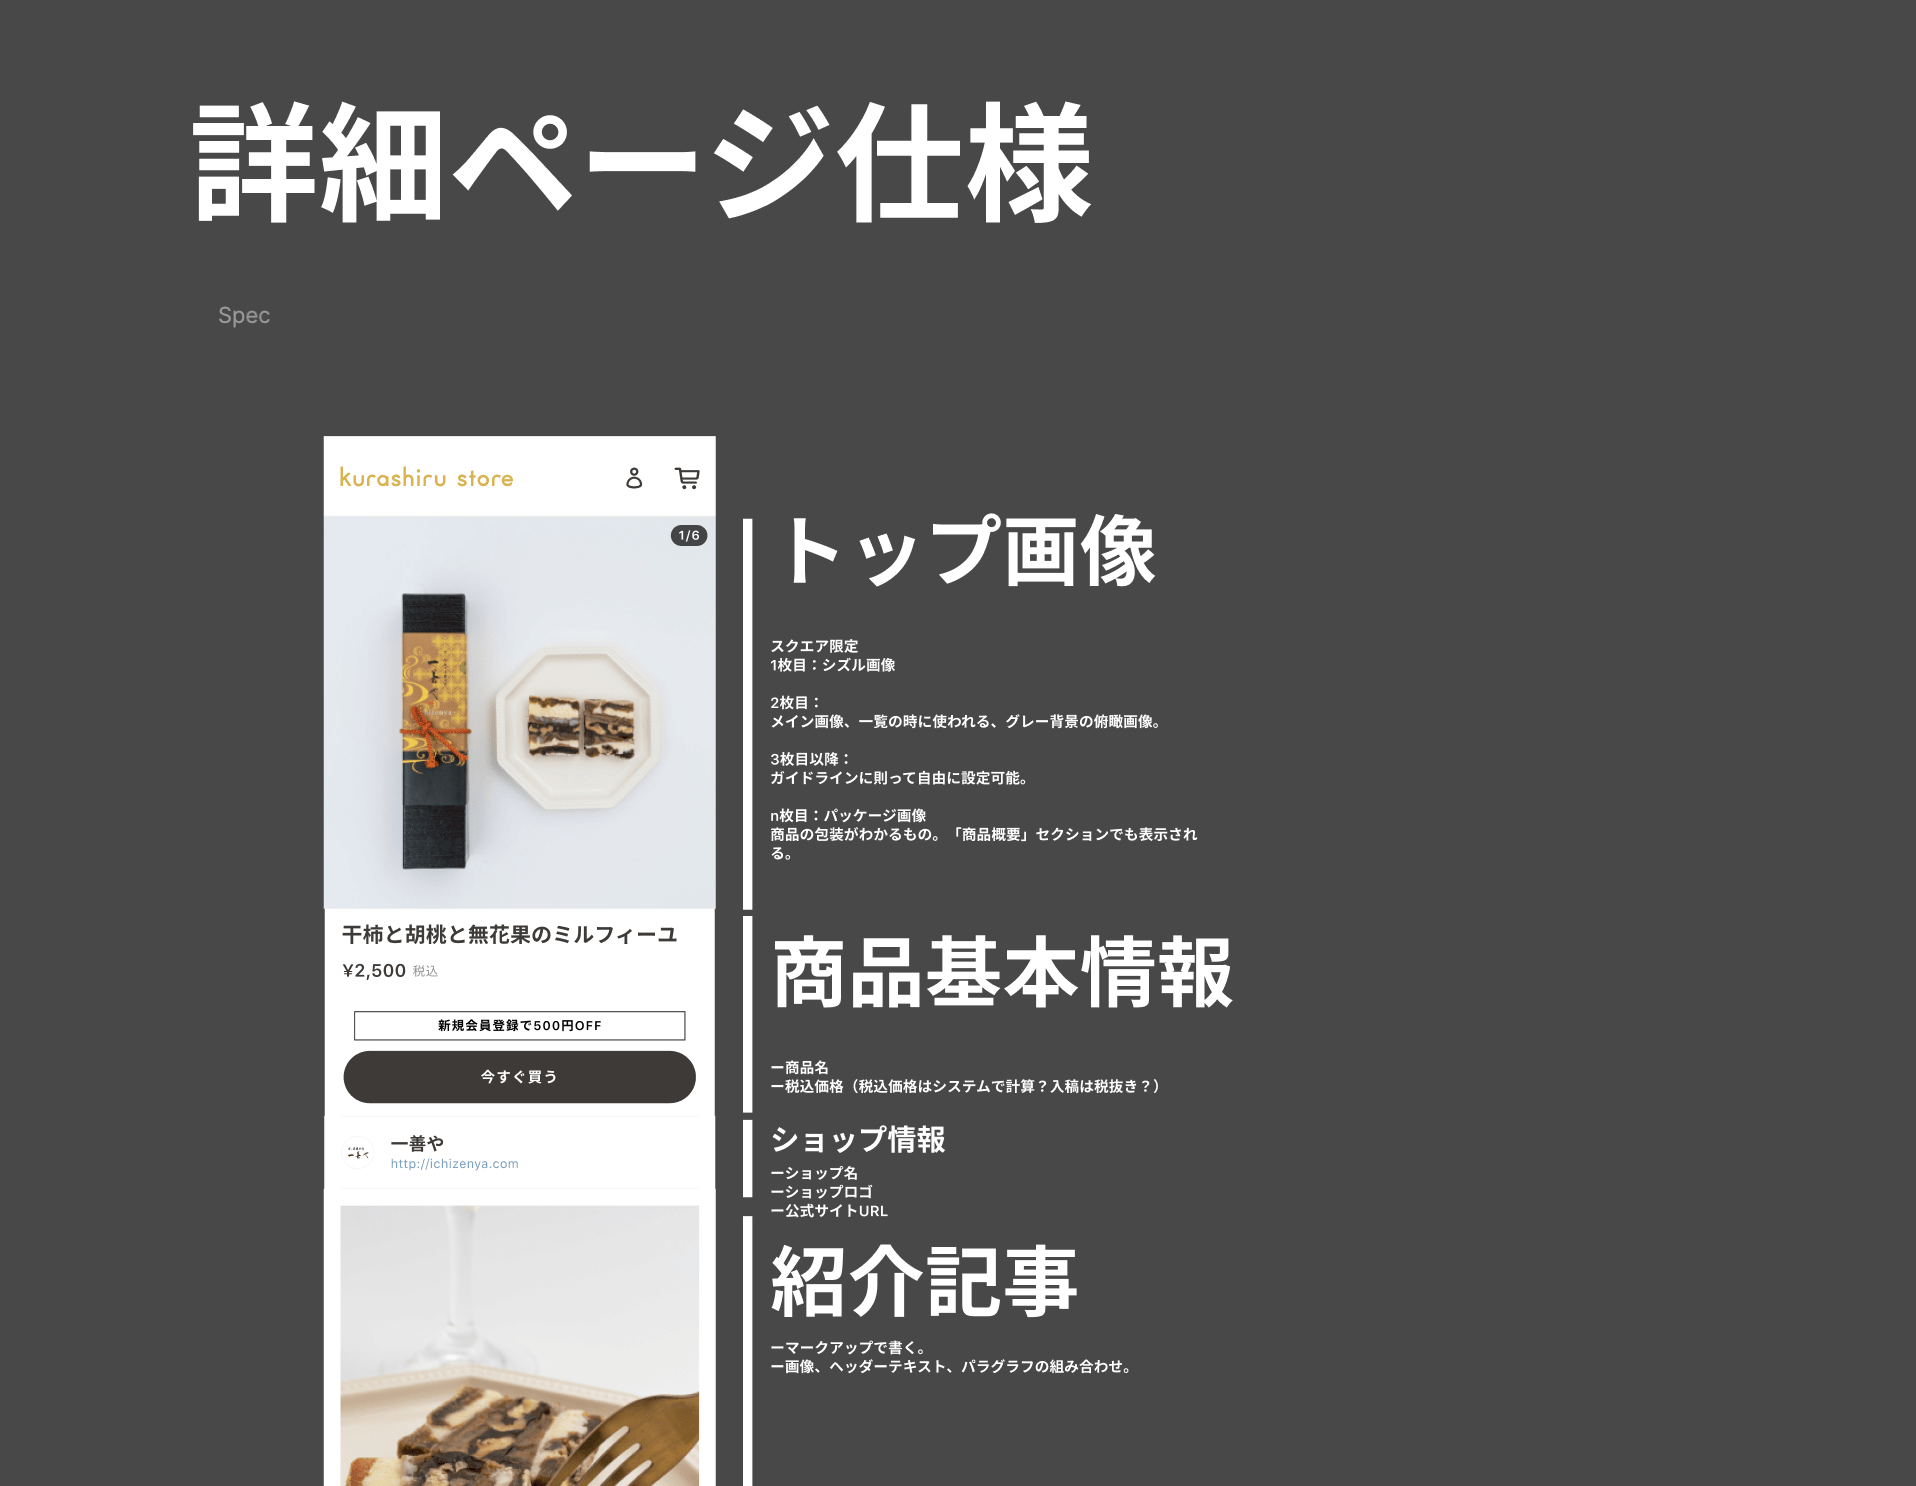 詳細ページ仕様
Spec
kurashiru store
1/6
干柿と胡桃と無花果のミルフィーユ
¥2,500 税込
新規会員登録で500円OFF
今すぐ買う
一善や
http://ichizenya.com
トップ画像
スクエア限定
1枚目：シズル画像
2枚目：
メイン画像、一覧の時に使われる、グレー背景の俯瞰画像。
3枚目以降：
ガイドラインに則って自由に設定可能。
n枚目：パッケージ画像
商品の包装がわかるもの。「商品概要」セクションでも表示され
る。
商品基本情報
ー商品名
ー税込価格（税込価格はシステムで計算？入稿は税抜き？）
ショップ情報
ーショップ名
ーショップロゴ
ー公式サイトURL
紹介記事
ーマークアップで書く。
ー画像、ヘッダーテキスト、パラグラフの組み合わせ。